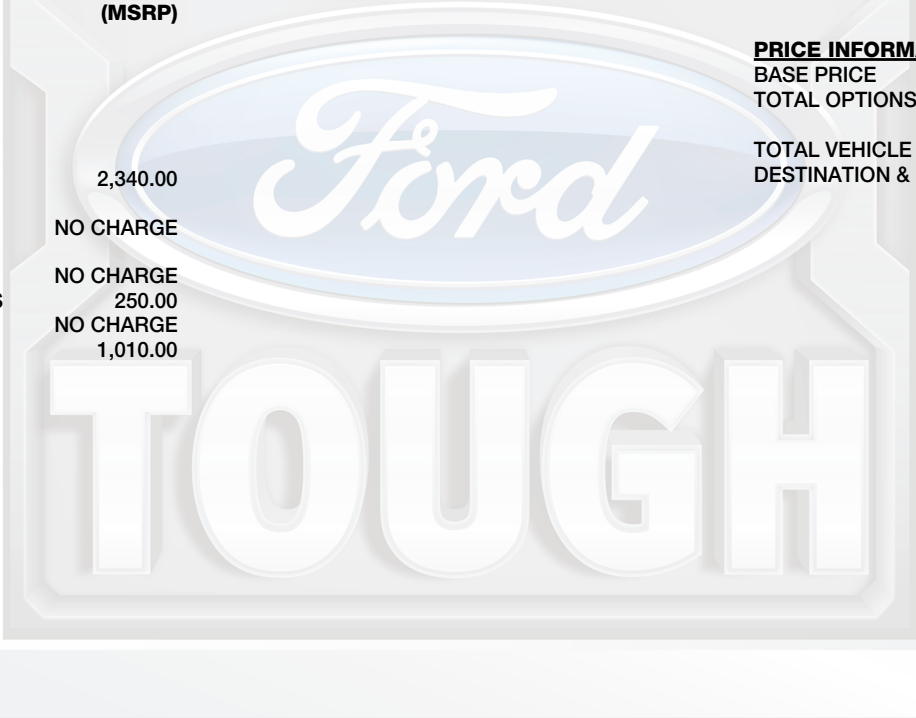 (MSRP)
2,340.00
NO CHARGE
NO CHARGE
S 250.00
NO CHARGE
1,010.00
PRICE INFORMA
BASE PRICE
TOTAL OPTIONS
TOTAL VEHICLE
DESTINATION &
Ford
TOUGH